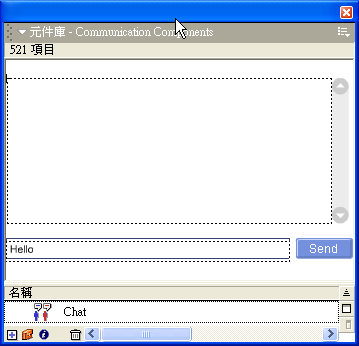 元件庫 - Communication Components
521 項目
Hello
Send
名稱
Chat